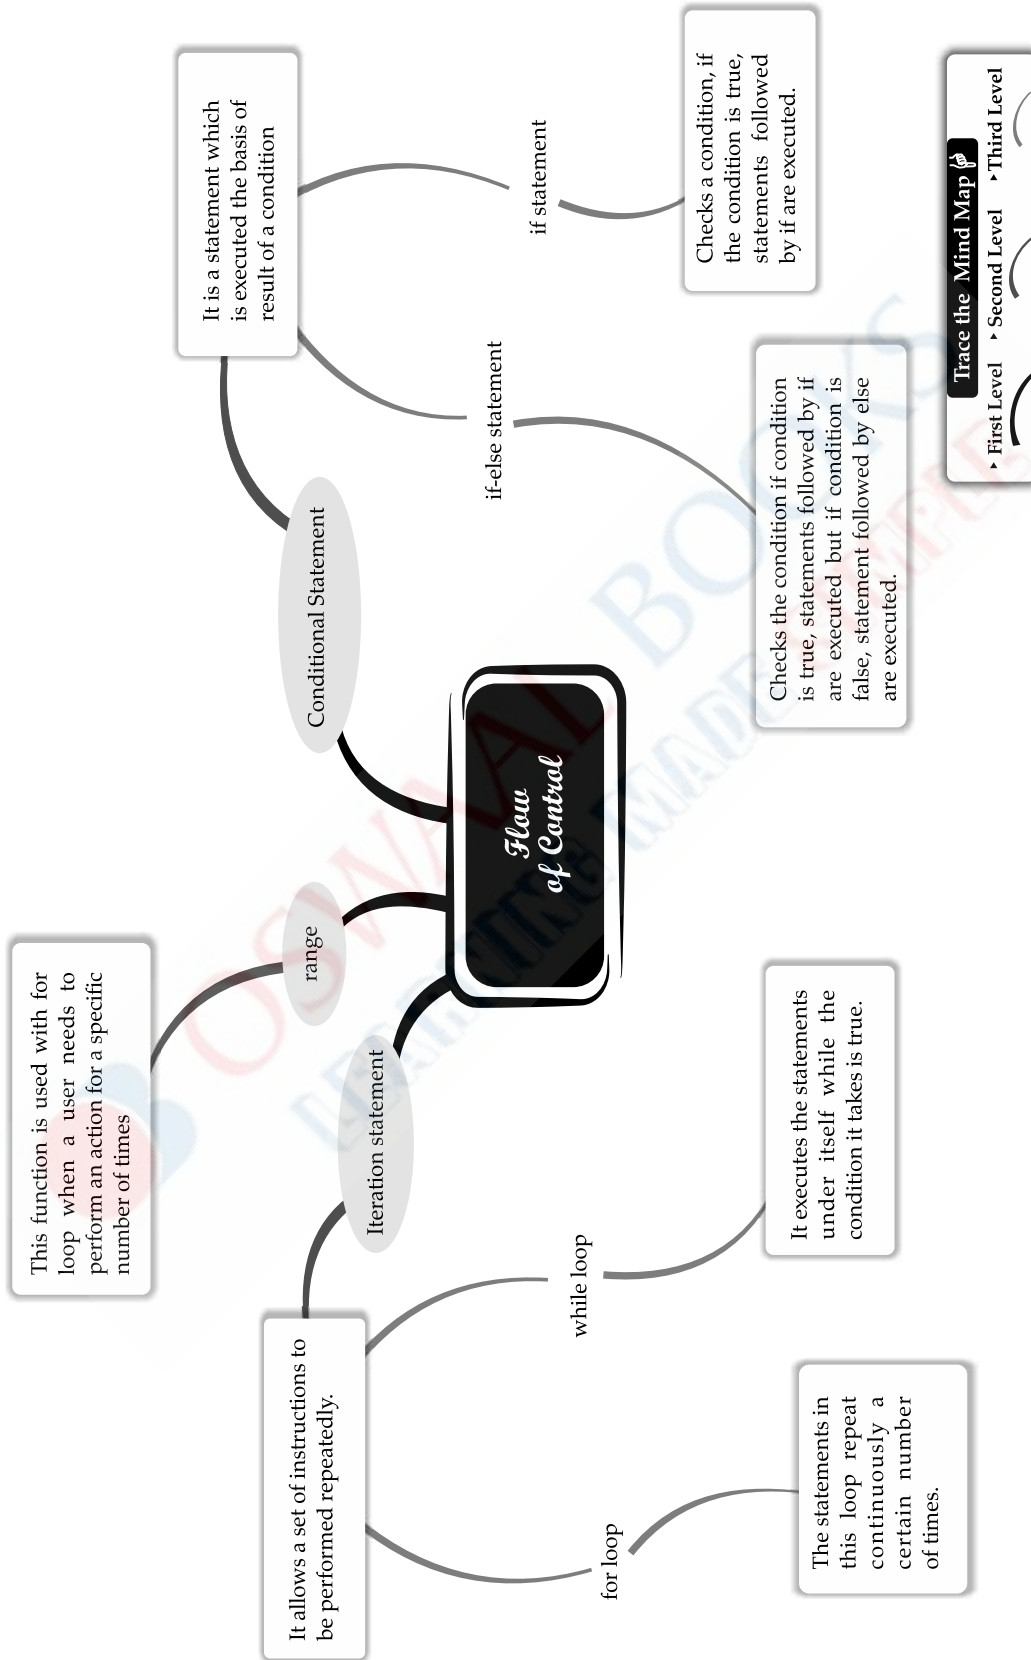 It is a statement which
is executed the basis of
result of a condition
if statement
Checks a condition, if
the condition is true,
statements followed
by if are executed.
if-else statement
Checks the condition if condition
is true, statements followed by if
are executed but if condition is
false, statement followed by else
are executed.
Conditional Statement
Flow
of Control
range
This function is used with for
loop when a user needs to
perform an action for a specific
number of times
Iteration statement
It allows a set of instructions to
be performed repeatedly.
while loop
It executes the statements
under itself while the
condition it takes is true.
for loop
The statements in
this loop repeat
continuously a
certain number
of times.
Trace the Mind Map
First Level Second Level Third Level
OSWAAL BOOKS
LEARNING MADE SIMPLE